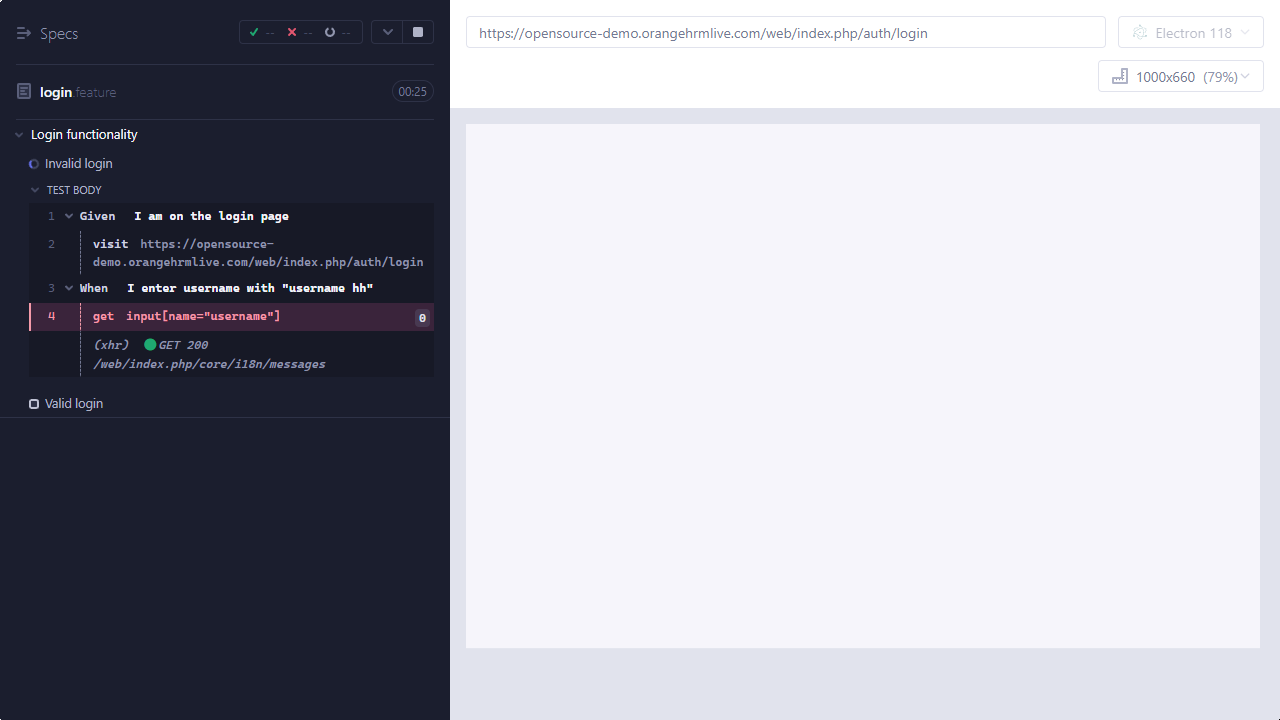 Specs
-- -- --
https://opensource-demo.orangehrmlive.com/web/index.php/auth/login
Electron 118
1000x660 (79%)
login.feature
00:25
Login functionality
Invalid login
TEST BODY
1 Given I am on the login page
2 visit https://opensource-
demo.orangehrmlive.com/web/index.php/auth/login
3 When I enter username with "username hh"
4 get input[name="username"] 0
(xhr) GET 200
/web/index.php/core/i18n/messages
Valid login